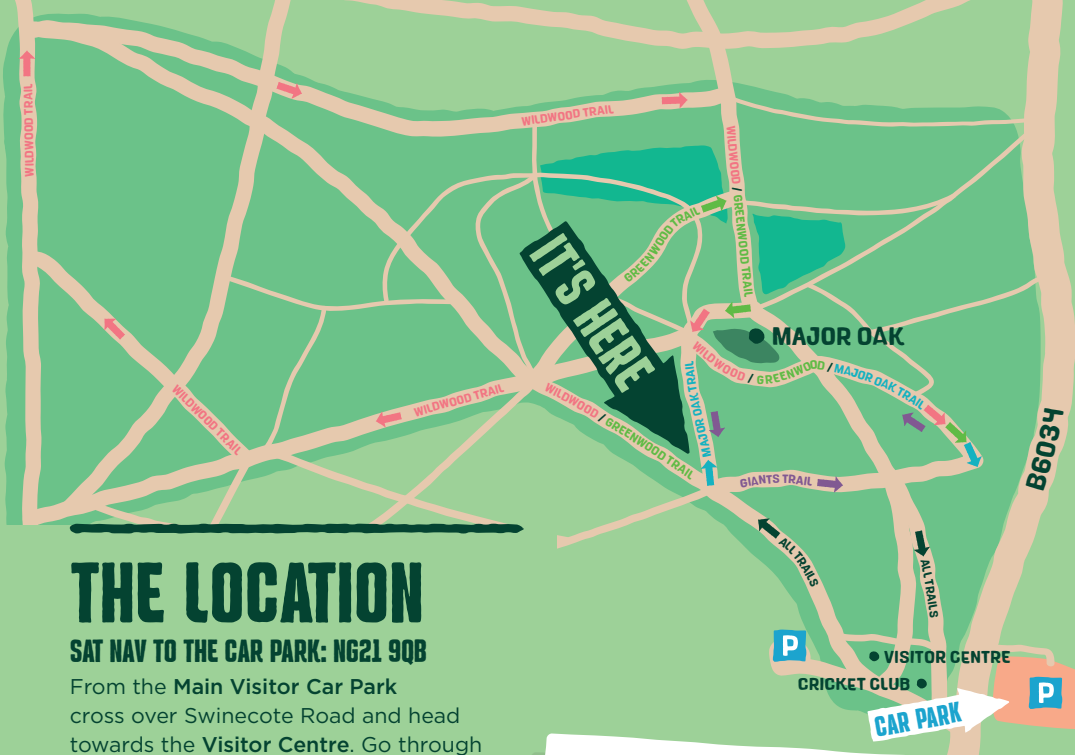 WILDWOOD TRAIL
WILDWOOD TRAIL
WILDWOOD / GREENWOOD TRAIL
GREENWOOD TRAIL
IT'S HERE
MAJOR OAK
WILDWOOD / GREENWOOD / MAJOR OAK TRAIL
MAJOR OAK TRAIL
WILDWOOD TRAIL
WILDWOOD TRAIL
WILDWOOD / GREENWOOD TRAIL
GIANTS TRAIL
B6034
ALL TRAILS
ALL TRAILS
P
VISITOR CENTRE
CRICKET CLUB
CAR PARK
P
THE LOCATION
SAT NAV TO THE CAR PARK: NG21 9QB
From the Main Visitor Car Park
cross over Swinecote Road and head
towards the Visitor Centre. Go through